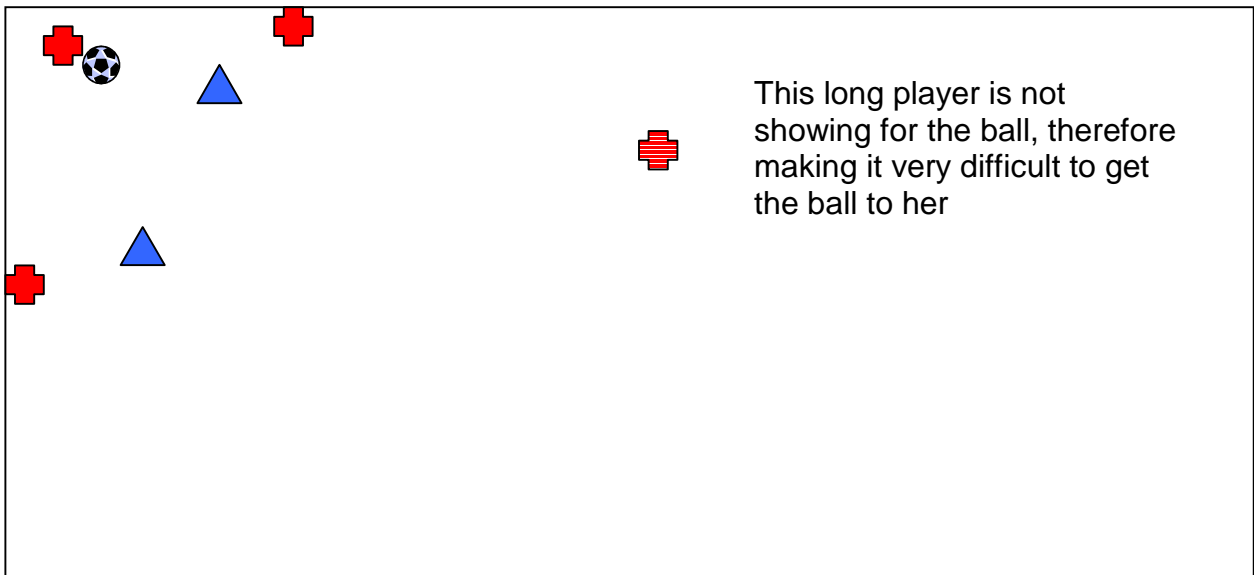 This long player is not
showing for the ball, therefore
making it very difficult to get
the ball to her